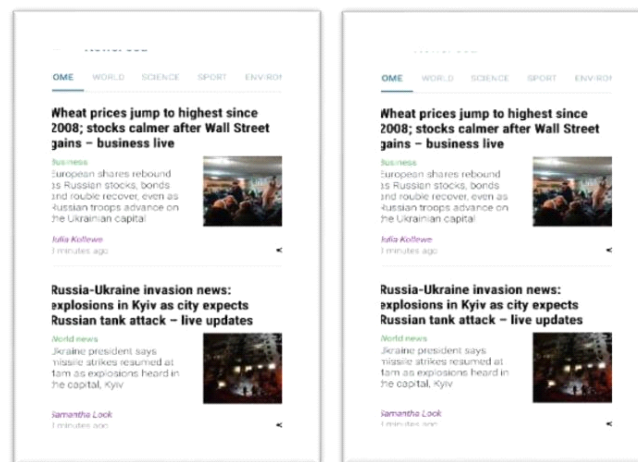 OME WORLD SCIENCE SPORT ENVIRO
Wheat prices jump to highest since
2008; stocks calmer after Wall Street
gains – business live
Business
European shares rebound
as Russian stocks, bonds
and rouble recover, even as
Russian troops advance on
the Ukrainian capital
Julia Kollewe
minutes ago
Russia-Ukraine invasion news:
explosions in Kyiv as city expects
Russian tank attack – live updates
World news
Ukraine president says
missile strikes resumed at
4am as explosions heard in
the capital, Kyiv
Samantha Lock
minutes ago
OME WORLD SCIENCE SPORT ENVIRO
Wheat prices jump to highest since
2008; stocks calmer after Wall Street
gains – business live
Business
European shares rebound
as Russian stocks, bonds
and rouble recover, even as
Russian troops advance on
the Ukrainian capital
Julia Kollewe
minutes ago
Russia-Ukraine invasion news:
explosions in Kyiv as city expects
Russian tank attack – live updates
World news
Ukraine president says
missile strikes resumed at
4am as explosions heard in
the capital, Kyiv
Samantha Lock
minutes ago